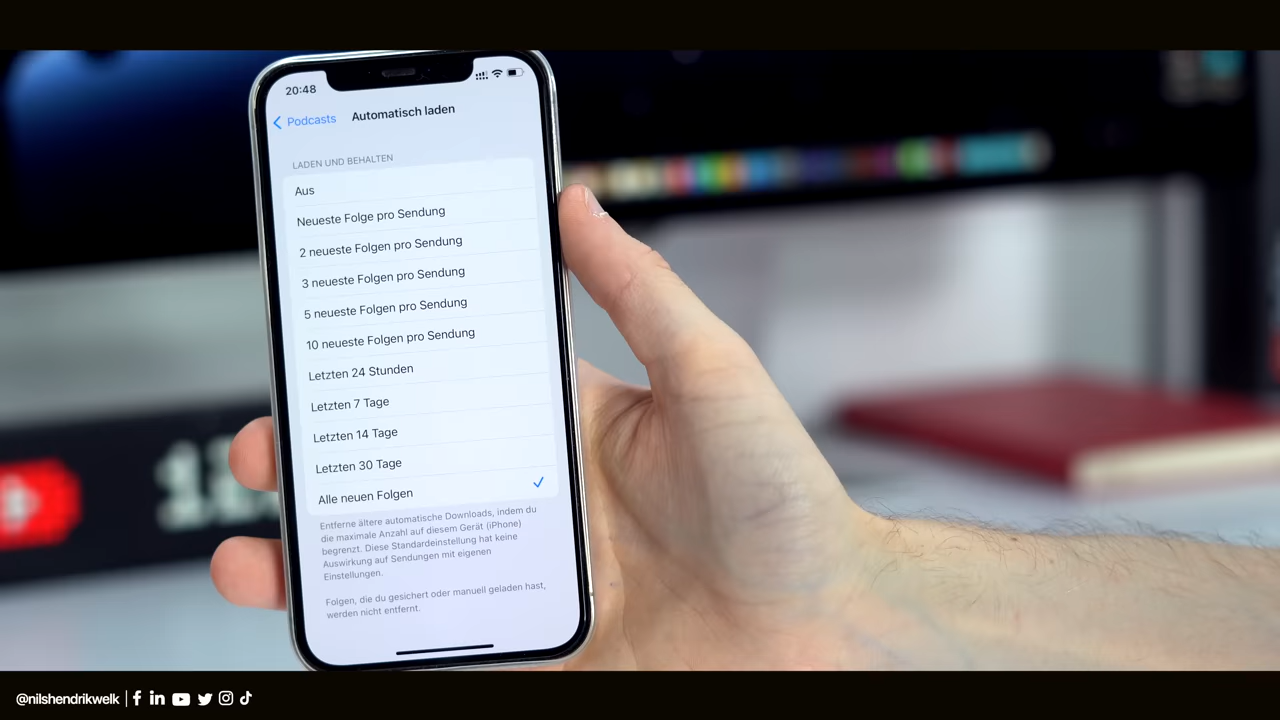 20:48
Podcasts
Automatisch laden
LADEN UND BEHALTEN
Aus
Neueste Folge pro Sendung
2 neueste Folgen pro Sendung
3 neueste Folgen pro Sendung
5 neueste Folgen pro Sendung
10 neueste Folgen pro Sendung
Letzten 24 Stunden
Letzten 7 Tage
Letzten 14 Tage
Letzten 30 Tage
Alle neuen Folgen
Entferne ältere automatische Downloads, indem du
die maximale Anzahl auf diesem Gerät (iPhone)
begrenzt. Diese Standardeinstellung hat keine
Auswirkung auf Sendungen mit eigenen
Einstellungen.
Folgen, die du gesichert oder manuell geladen hast,
werden nicht entfernt.
@nilshendrikwelk